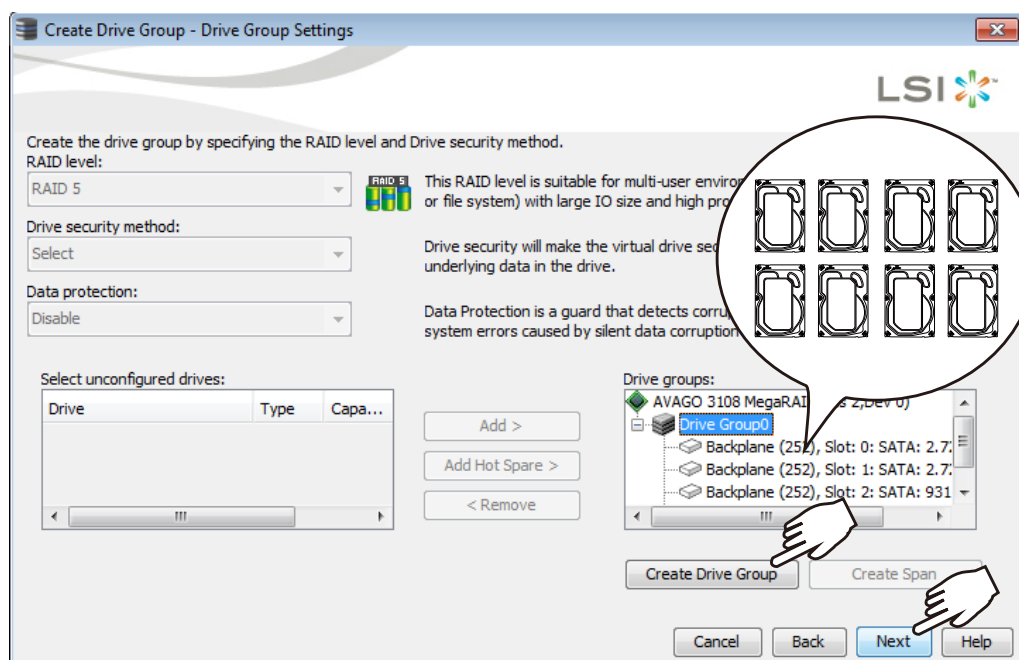 Create Drive Group - Drive Group Settings
LSI
Create the drive group by specifying the RAID level and Drive security method.
RAID level:
RAID 5
RAID 5
This RAID level is suitable for multi-user
or file system) with large IO size and high
Drive security method:
Select
Drive security will make the virtual drive
underlying data in the drive.
Data protection:
Disable
Data Protection is a guard that detects
system errors caused by silent data corruption
Select unconfigured drives:
Drive Type Capa...
Add >
Add Hot Spare >
< Remove
Drive groups:
AVAGO 3108 2,Dev 0)
Drive Group0
Backplane (252), Slot: 0: SATA: 2.7
Backplane (252), Slot: 1: SATA: 2.7
Backplane (252), Slot: 2: SATA: 931
Create Drive Group
Create Span
Cancel
Back
Next
Help